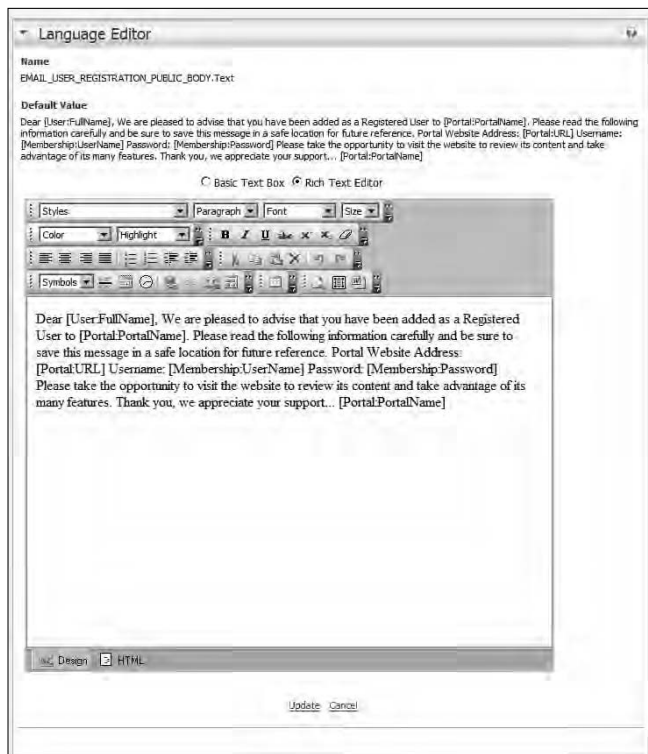 Language Editor
Name
EMAIL_USER_REGISTRATION_PUBLIC_BODY.Text
Default Value
Dear [User:FullName], We are pleased to advise that you have been added as a Registered User to [Portal:PortalName]. Please read the following
information carefully and be sure to save this message in a safe location for future reference. Portal Website Address: [Portal:URL] Username:
[Membership:UserName] Password: [Membership:Password] Please take the opportunity to visit the website to review its content and take
advantage of its many features. Thank you, we appreciate your support... [Portal:PortalName]
Basic Text Box Rich Text Editor
Styles Paragraph Font Size
Color Highlight B I U abc x x
Symbols
Dear [User:FullName], We are pleased to advise that you have been added as a Registered
User to [Portal:PortalName]. Please read the following information carefully and be sure to
save this message in a safe location for future reference. Portal Website Address:
[Portal:URL] Username: [Membership:UserName] Password: [Membership:Password]
Please take the opportunity to visit the website to review its content and take advantage of its
many features. Thank you, we appreciate your support... [Portal:PortalName]
Design HTML
Update Cancel